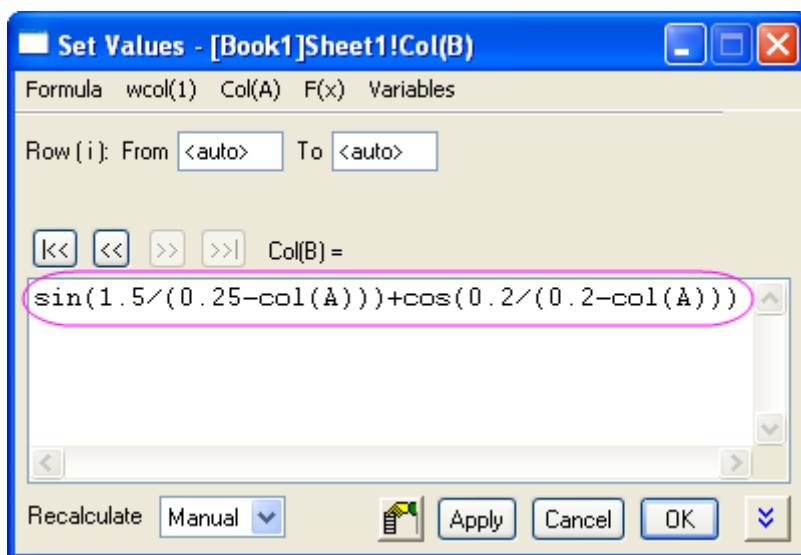 Set Values - [Book1]Sheet1!Col(B)
Formula wcol(1) Col(A) F(x) Variables
Row ( i ): From <auto> To <auto>
|<< << >> >>| Col(B) =
sin(1.5/(0.25-col(A)))+cos(0.2/(0.2-col(A)))
Recalculate Manual Apply Cancel OK